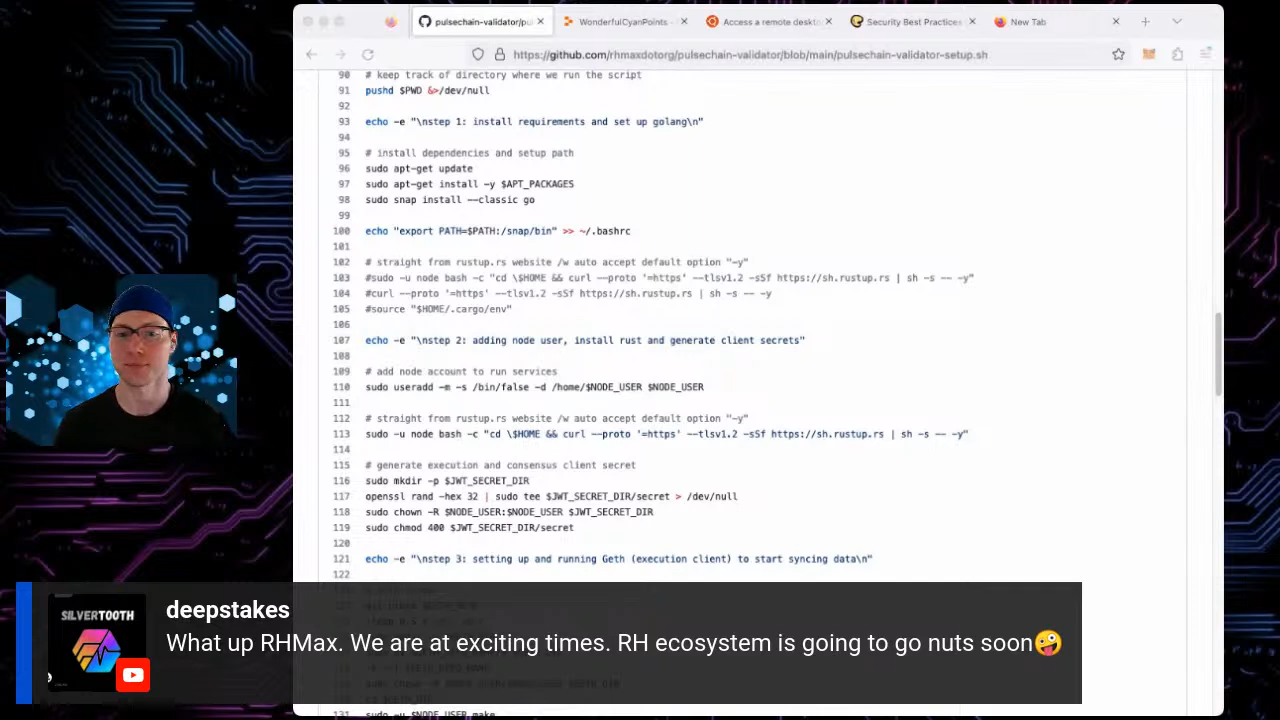 pulsechain-validator/pul
WonderfulCyanPoints -
Access a remote deskto
Security Best Practices
New Tab
https://github.com/rhmaxdotorg/pulsechain-validator/blob/main/pulsechain-validator-setup.sh
90 # keep track of directory where we run the script
91 pushd $PWD &>/dev/null
92
93 echo -e "\nstep 1: install requirements and set up golang\n"
94
95 # install dependencies and setup path
96 sudo apt-get update
97 sudo apt-get install -y $APT_PACKAGES
98 sudo snap install --classic go
99
100 echo "export PATH=$PATH:/snap/bin" >> ~/.bashrc
101
102 # straight from rustup.rs website /w auto accept default option "-y"
103 #sudo -u node bash -c "cd \$HOME && curl --proto '=https' --tlsv1.2 -sSf https://sh.rustup.rs | sh -s -- -y"
104 #curl --proto '=https' --tlsv1.2 -sSf https://sh.rustup.rs | sh -s -- -y
105 #source "$HOME/.cargo/env"
106
107 echo -e "\nstep 2: adding node user, install rust and generate client secrets"
108
109 # add node account to run services
110 sudo useradd -m -s /bin/false -d /home/$NODE_USER $NODE_USER
111
112 # straight from rustup.rs website /w auto accept default option "-y"
113 sudo -u node bash -c "cd \$HOME && curl --proto '=https' --tlsv1.2 -sSf https://sh.rustup.rs | sh -s -- -y"
114
115 # generate execution and consensus client secret
116 sudo mkdir -p $JWT_SECRET_DIR
117 openssl rand -hex 32 | sudo tee $JWT_SECRET_DIR/secret > /dev/null
118 sudo chown -R $NODE_USER:$NODE_USER $JWT_SECRET_DIR
119 sudo chmod 400 $JWT_SECRET_DIR/secret
120
121 echo -e "\nstep 3: setting up and running Geth (execution client) to start syncing data\n"
122
SILVERTOOTH
deepstakes
What up RHMax. We are at exciting times. RH ecosystem is going to go nuts soon🤪
131 sudo -u $NODE_USER make